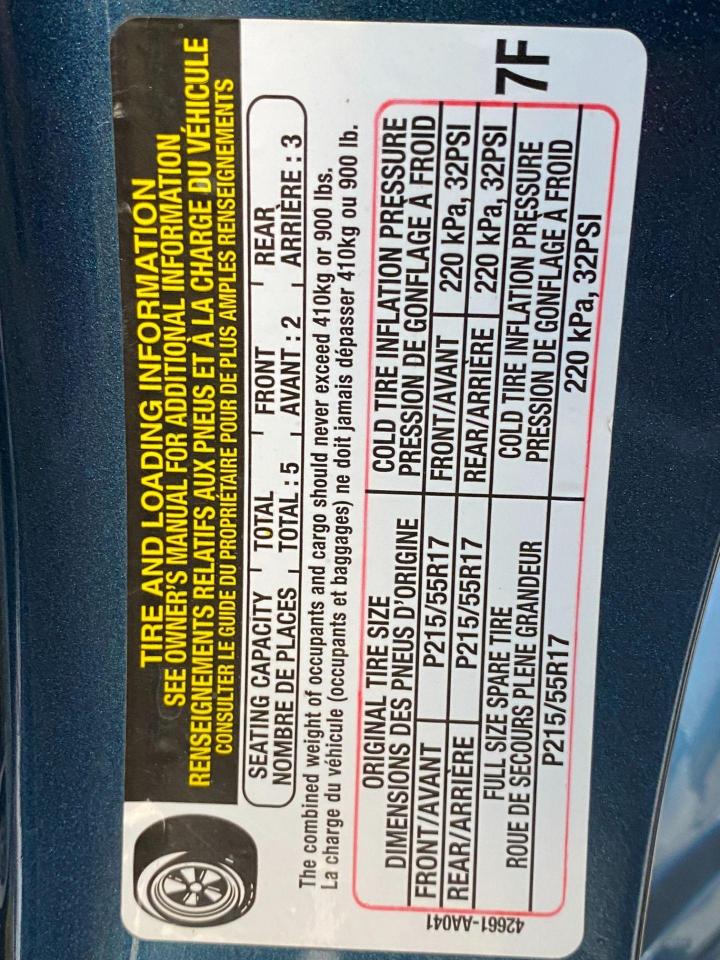 TIRE AND LOADING INFORMATION
SEE OWNER'S MANUAL FOR ADDITIONAL INFORMATION
RENSEIGNEMENTS RELATIFS AUX PNEUS ET À LA CHARGE DU VÉHICULE
CONSULTER LE GUIDE DU PROPRIÉTAIRE POUR DE PLUS AMPLES RENSEIGNEMENTS
SEATING CAPACITY TOTAL FRONT REAR
NOMBRE DE PLACES TOTAL : 5 AVANT : 2 ARRIÈRE : 3
The combined weight of occupants and cargo should never exceed 410kg or 900 lbs.
La charge du véhicule (occupants et bagages) ne doit jamais dépasser 410kg ou 900 lb.
ORIGINAL TIRE SIZE COLD TIRE INFLATION PRESSURE
DIMENSIONS DES PNEUS D'ORIGINE PRESSION DE GONFLAGE À FROID
FRONT/AVANT P215/55R17 FRONT/AVANT 220 kPa, 32PSI
REAR/ARRIÈRE P215/55R17 REAR/ARRIÈRE 220 kPa, 32PSI
FULL SIZE SPARE TIRE COLD TIRE INFLATION PRESSURE
ROUE DE SECOURS PLENE GRANDEUR PRESSION DE GONFLAGE À FROID
P215/55R17 220 kPa, 32PSI
7F
42661-AA041